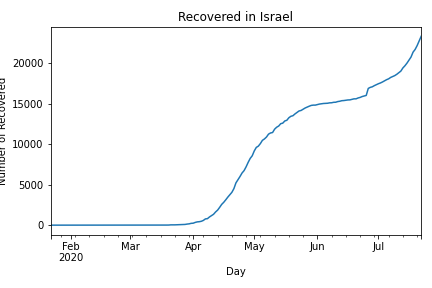 Recovered in Israel
Number of Recovered
20000
15000
10000
5000
0
Feb Mar Apr May Jun Jul
2020
Day